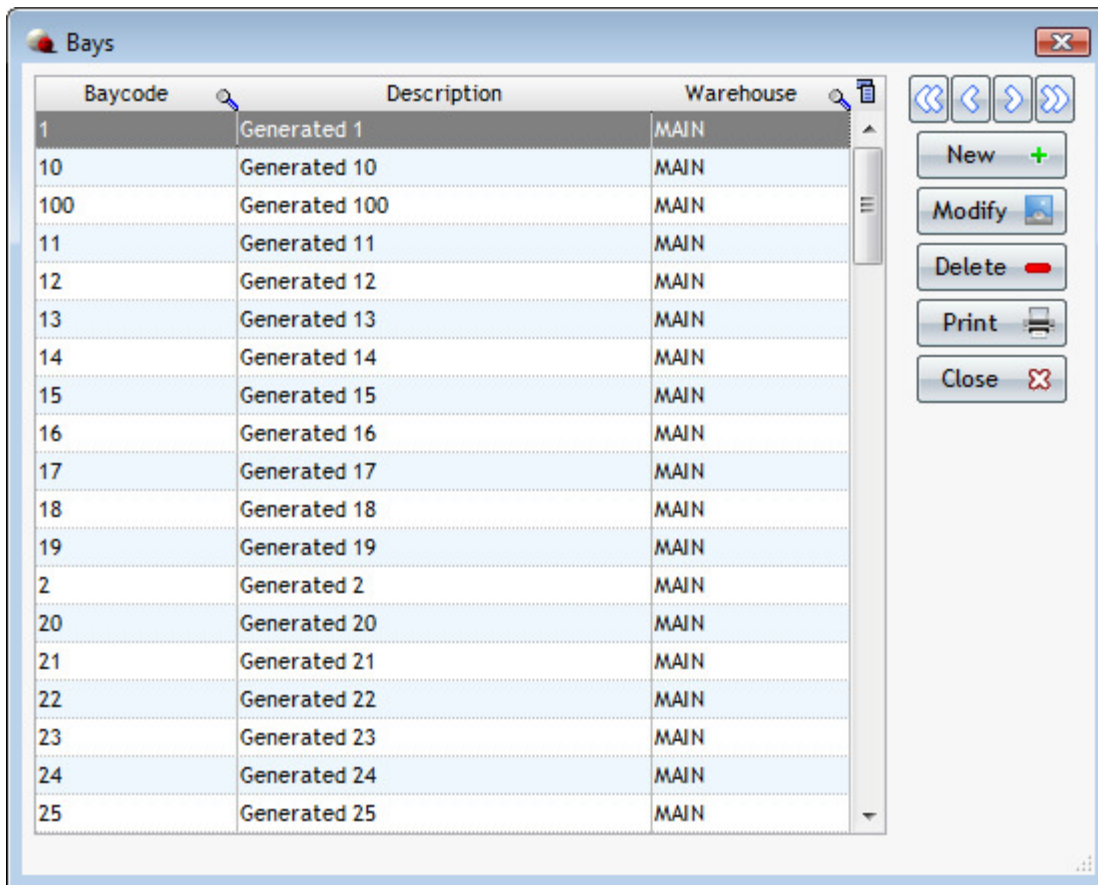 Bays
Baycode Description Warehouse
1 Generated 1 MAIN
10 Generated 10 MAIN
100 Generated 100 MAIN
11 Generated 11 MAIN
12 Generated 12 MAIN
13 Generated 13 MAIN
14 Generated 14 MAIN
15 Generated 15 MAIN
16 Generated 16 MAIN
17 Generated 17 MAIN
18 Generated 18 MAIN
19 Generated 19 MAIN
2 Generated 2 MAIN
20 Generated 20 MAIN
21 Generated 21 MAIN
22 Generated 22 MAIN
23 Generated 23 MAIN
24 Generated 24 MAIN
25 Generated 25 MAIN
New
Modify
Delete
Print
Close